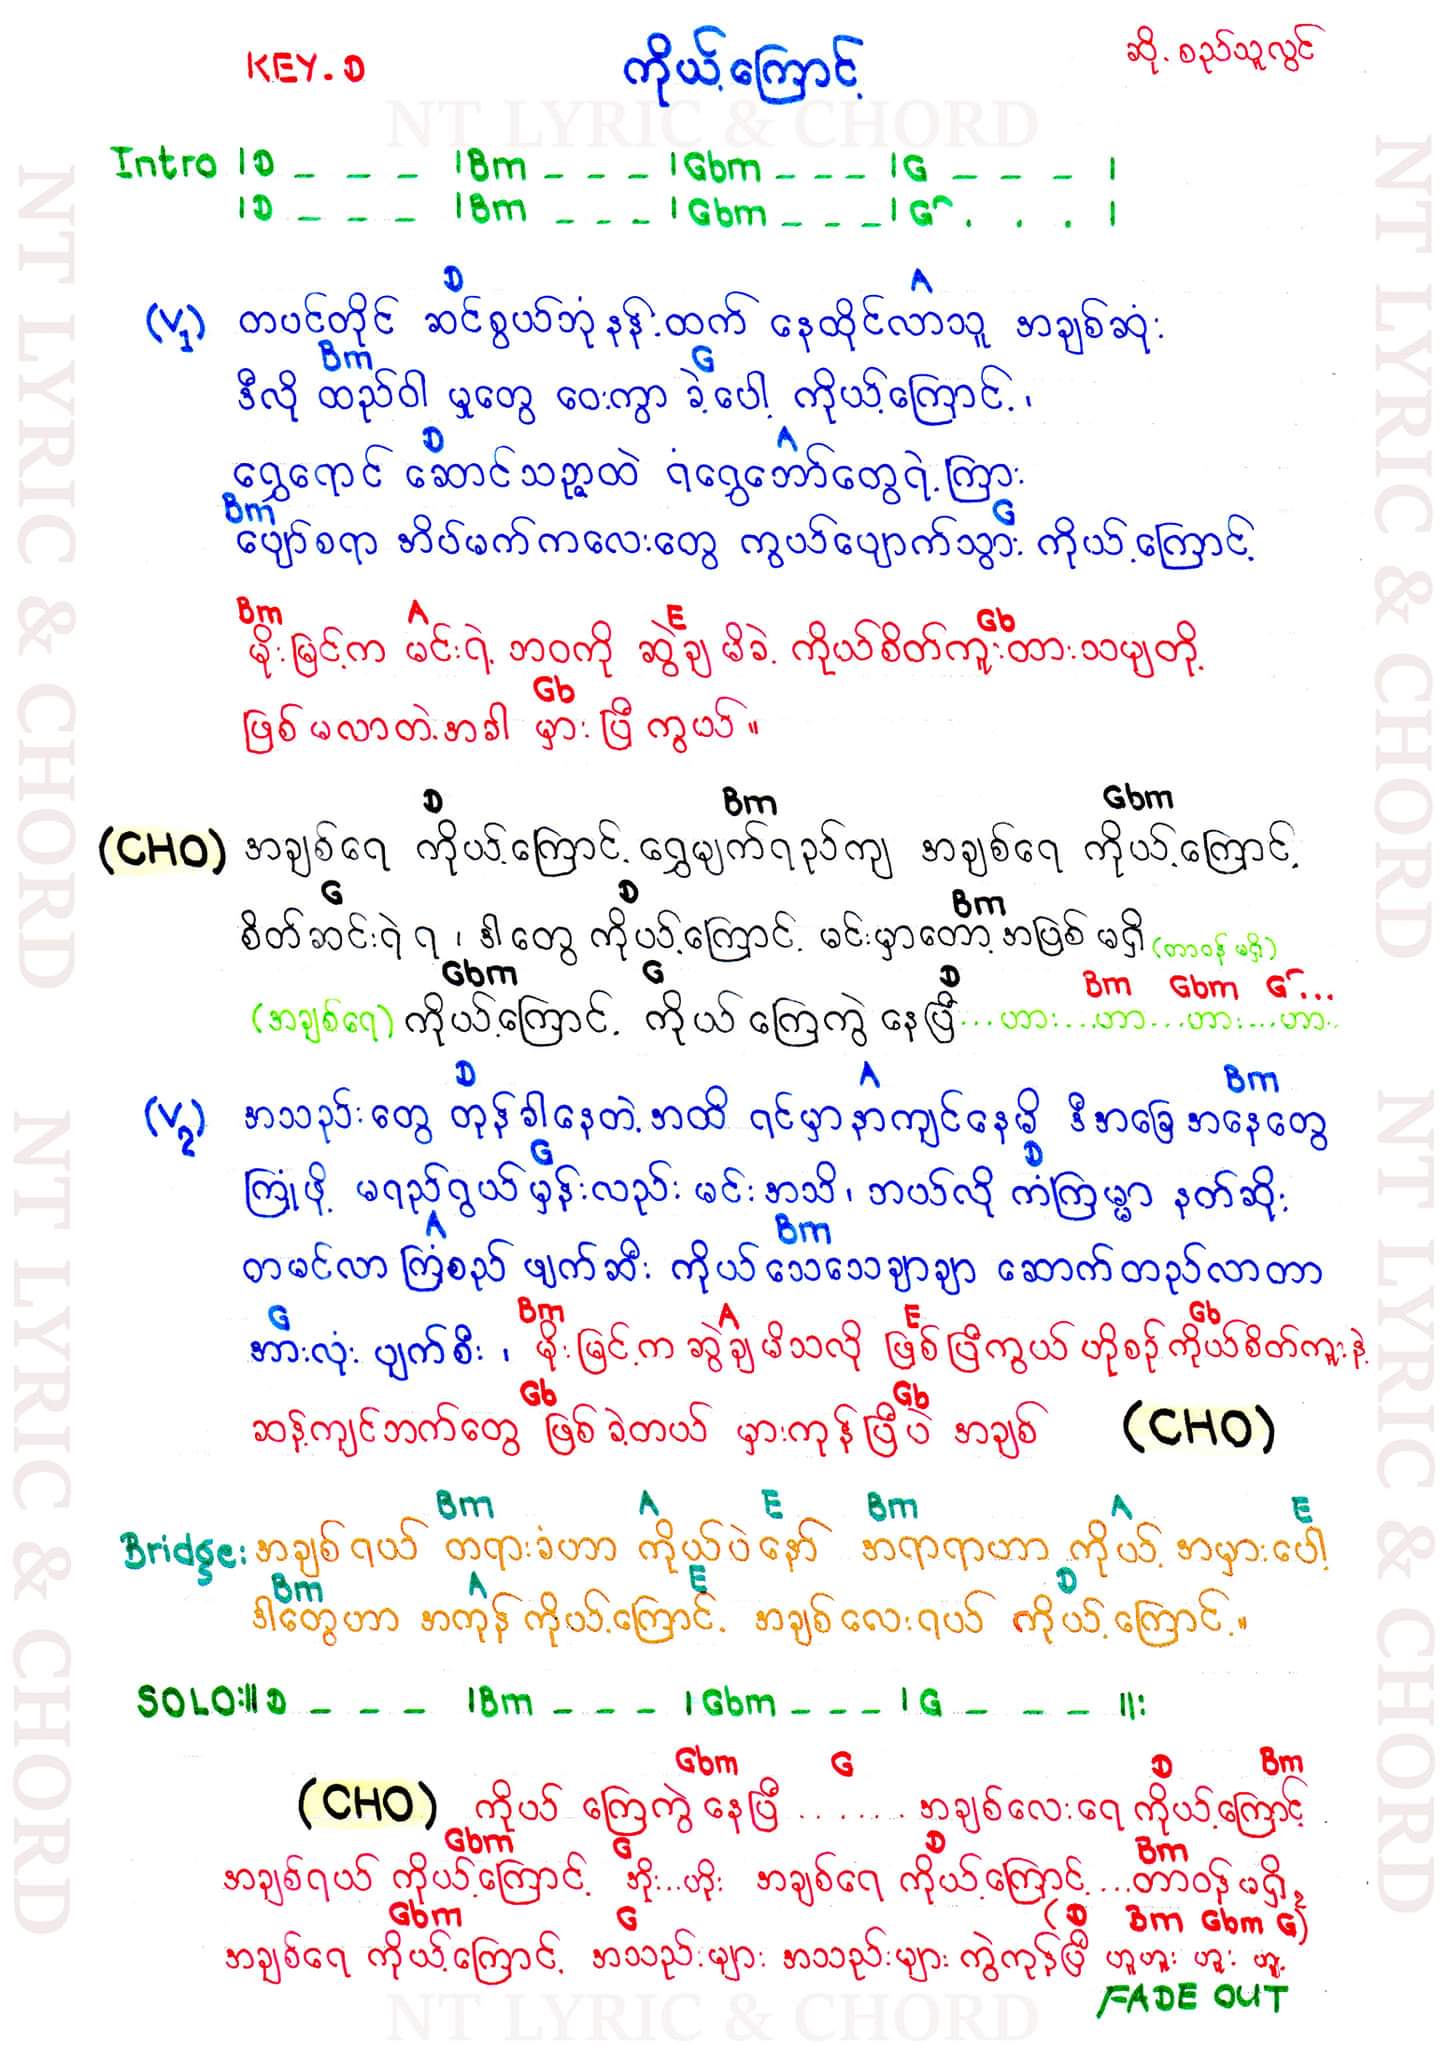 KEY. D ကိုယ့်ကြောင့် ဆို. စည်သူလွင်
NT LYRIC & CHORD
Intro |D _ _ _ |Bm _ _ _ |Gbm _ _ _ |G _ _ _ |
|D _ _ _ |Bm _ _ _ |Gbm _ _ _ |G . . . |
D A
(V1) တပင်တိုင် ဆင်စွယ်ဘုံနန်းထက် နေထိုင်လာသူ အချစ်ဆုံး
Bm G
ဒီလို ထည်ဝါ မှုတွေ ဝေးကွာ ခဲ့ပေါ့ ကိုယ့်ကြောင့် ၊
D A
ရွှေရောင် ဆောင်သည့်ထဲ ရံရွှေဘော်တွေရဲ့ကြား
Bm G
ပျော်စရာ အိပ်မက်ကလေးတွေ ကွယ်ပျောက်သွား ကိုယ့်ကြောင့်
Bm A E Gb
မိုးမြင့်က မင်းရဲ့ ဘဝကို ဆွဲချ မိခဲ့ ကိုယ်စိတ်ကူးထားသမျှတို့
Gb
ဖြစ်မလာတဲ့အခါ မှားပြီကွယ်။
D Bm Gbm
(CHO) အချစ်ရေ ကိုယ့်ကြောင့် ရွှေမျက်ရည်ကျ အချစ်ရေ ကိုယ့်ကြောင့်
G D Bm
စိတ်ဆင်းရဲရ ၊ ဒါတွေ ကိုယ့်ကြောင့် မင်းမှာတော့ အပြစ်မရှိ (တာဝန်မရှိ)
Gbm G D Bm Gbm G...
(အချစ်ရေ) ကိုယ့်ကြောင့် ကိုယ် ကြေကွဲ နေပြီ...ဟား...ဟာ...ဟား...ဟာ..
D A Bm
(V2) အသည်းတွေ တုန်ခါနေတဲ့အထိ ရင်မှာနာကျင်နေမိ ဒီအခြေအနေတွေ
G D
ကြုံဖို့ မရည်ရွယ်မှန်းလည်း မင်းအသိ၊ ဘယ်လို ကံကြမ္မာ နတ်ဆိုး
A Bm
တမင်လာ ကြံစည် ဖျက်ဆီး ကိုယ်သေသေချာချာ ဆောက်တည်လာတာ
G Bm A E Gb
အားလုံး ပျက်စီး ၊ မိုးမြင့်က ဆွဲချမိသလို ဖြစ်ပြီကွယ် ဟိုစဉ်ကိုယ်စိတ်ကူးနဲ့
Gb Gb
ဆန့်ကျင်ဘက်တွေ ဖြစ်ခဲ့တယ် မှားကုန်ပြီပဲ အချစ် (CHO)
Bm A E Bm A E
Bridge: အချစ်ရယ် တရားခံဟာ ကိုယ်ပဲနော် အရာရာဟာ ကိုယ့်အမှားပေါ့
Bm A E D
ဒါတွေဟာ အကုန်ကိုယ့်ကြောင့် အချစ်လေးရယ် ကိုယ့်ကြောင့်။
SOLO:|| D _ _ _ |Bm _ _ _ |Gbm _ _ _ |G _ _ _ ||:
Gbm G D Bm
(CHO) ကိုယ် ကြေကွဲနေပြီ ....... အချစ်လေးရေ ကိုယ့်ကြောင့်
Gbm G D Bm
အချစ်ရယ် ကိုယ့်ကြောင့် အိုး..ဟိုး အချစ်ရေ ကိုယ့်ကြောင့်...တာဝန်မရှိ
Gbm G (D Bm Gbm G)2
အချစ်ရေ ကိုယ့်ကြောင့် အသည်းများ အသည်းများကွဲကုန်ပြီ ဟူးဟူး ဟူး ဟူ
FADE OUT
NT LYRIC & CHORD
NT LYRIC & CHORD
NT LYRIC & CHORD
NT LYRIC & CHORD
NT LYRIC & CHORD